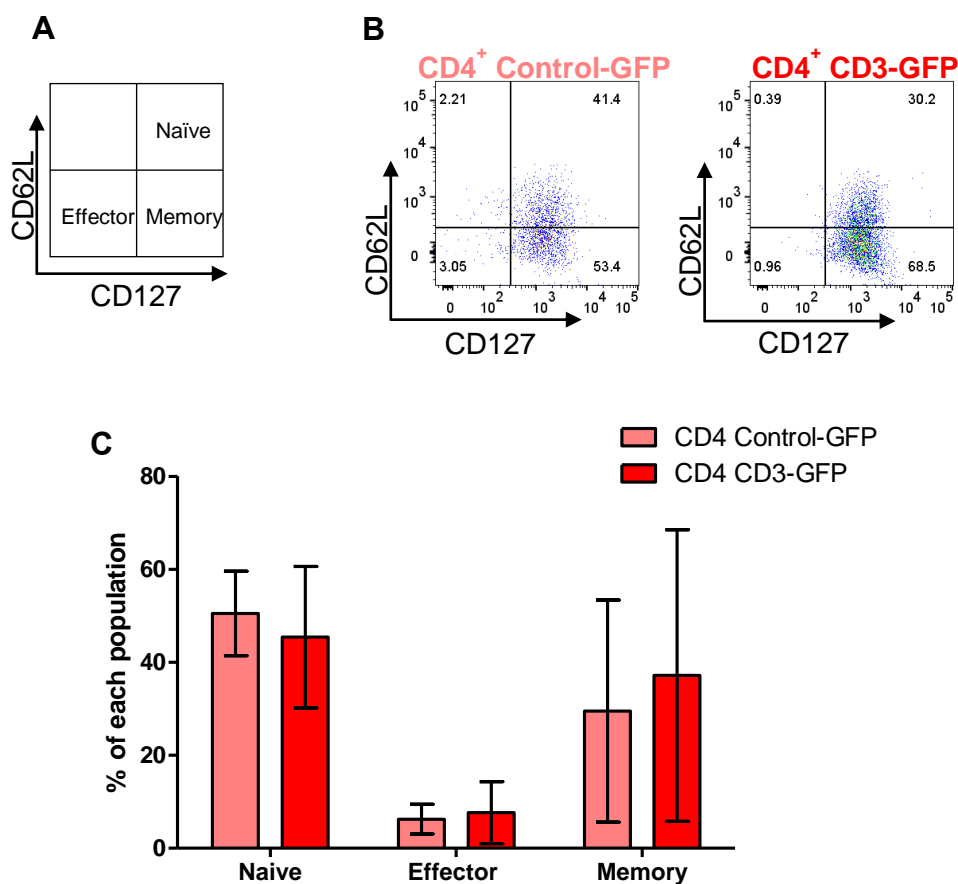 A
Naïve
Effector Memory
CD62L
CD127
B
CD4+ Control-GFP
2.21 41.4
10^5
10^4
10^3
0
3.05 53.4
0 10^2 10^3 10^4 10^5
CD62L
CD127
CD4+ CD3-GFP
0.39 30.2
10^5
10^4
10^3
0
0.96 68.5
0 10^2 10^3 10^4 10^5
CD62L
CD127
C
CD4 Control-GFP
CD4 CD3-GFP
% of each population
80
60
40
20
0
Naive Effector Memory